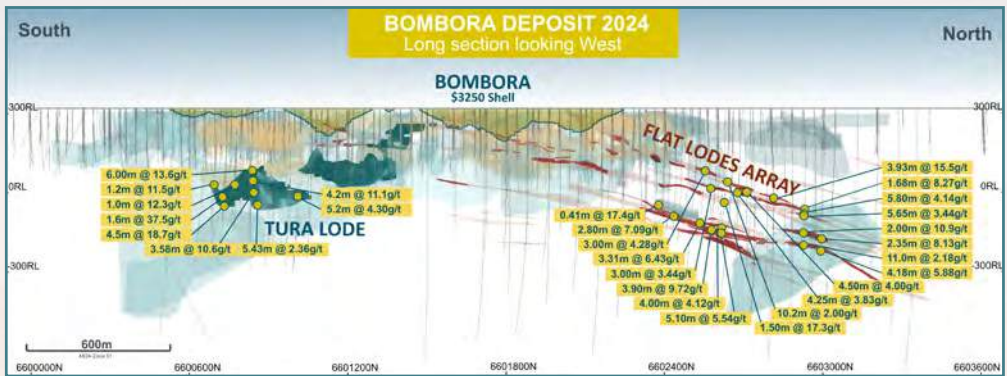 BOMBORA DEPOSIT 2024
Long section looking West
South
North
BOMBORA
$3250 Shell
300RL
300RL
FLAT LODES ARRAY
6.00m @ 13.6g/t
1.2m @ 11.5g/t
1.0m @ 12.3g/t
1.6m @ 37.5g/t
4.5m @ 18.7g/t
3.58m @ 10.6g/t
5.43m @ 2.36g/t
4.2m @ 11.1g/t
5.2m @ 4.30g/t
TURA LODE
0RL
0RL
0.41m @ 17.4g/t
2.80m @ 7.09g/t
3.00m @ 4.28g/t
3.31m @ 6.43g/t
3.00m @ 3.44g/t
3.90m @ 9.72g/t
4.00m @ 4.12g/t
5.10m @ 5.54g/t
3.93m @ 15.5g/t
1.68m @ 8.27g/t
5.80m @ 4.14g/t
5.65m @ 3.44g/t
2.00m @ 10.9g/t
2.35m @ 8.13g/t
11.0m @ 2.18g/t
4.18m @ 5.88g/t
4.50m @ 4.00g/t
4.25m @ 3.83g/t
10.2m @ 2.00g/t
1.50m @ 17.3g/t
-300RL
-300RL
600m
6600000N
6600600N
6601200N
6601800N
6602400N
6603000N
6603600N